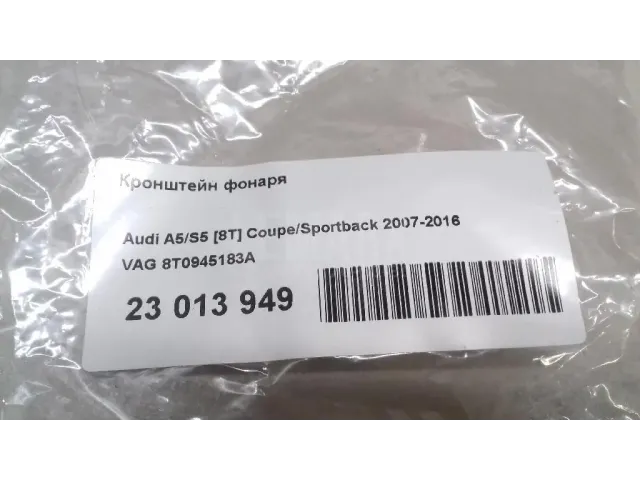 Кронштейн фонаря
Audi A5/S5 [8T] Coupe/Sportback 2007-2016
VAG 8T0945183A
23 013 949